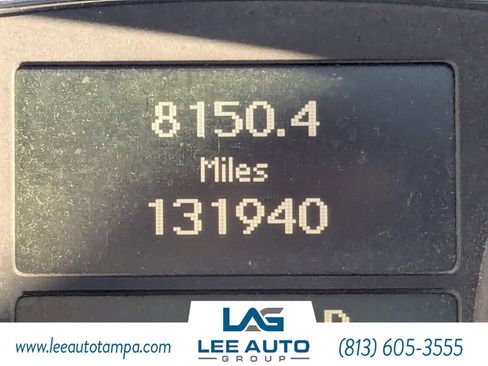 8150.4
Miles
131940
D
LAG
www.leeautotampa.com
LEE AUTO
GROUP
(813) 605-3555